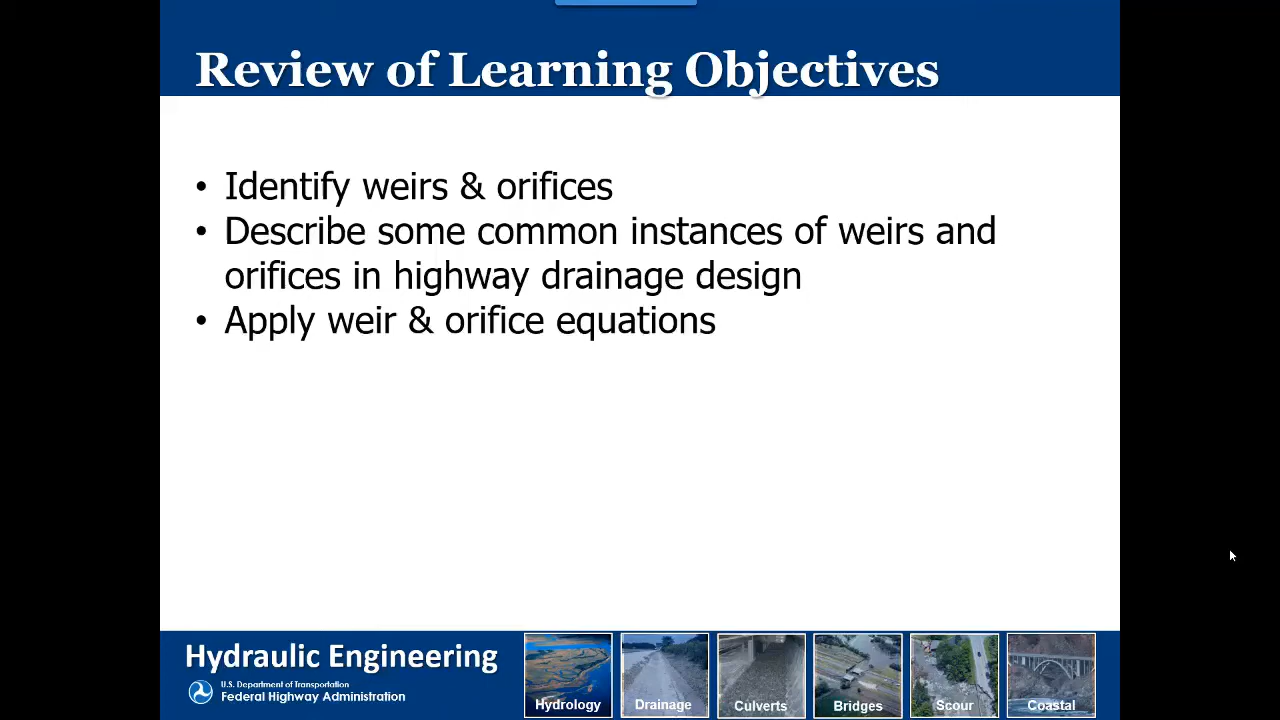 Review of Learning Objectives
• Identify weirs & orifices
• Describe some common instances of weirs and
orifices in highway drainage design
• Apply weir & orifice equations
Hydraulic Engineering
U.S. Department of Transportation
Federal Highway Administration
Hydrology
Drainage
Culverts
Bridges
Scour
Coastal